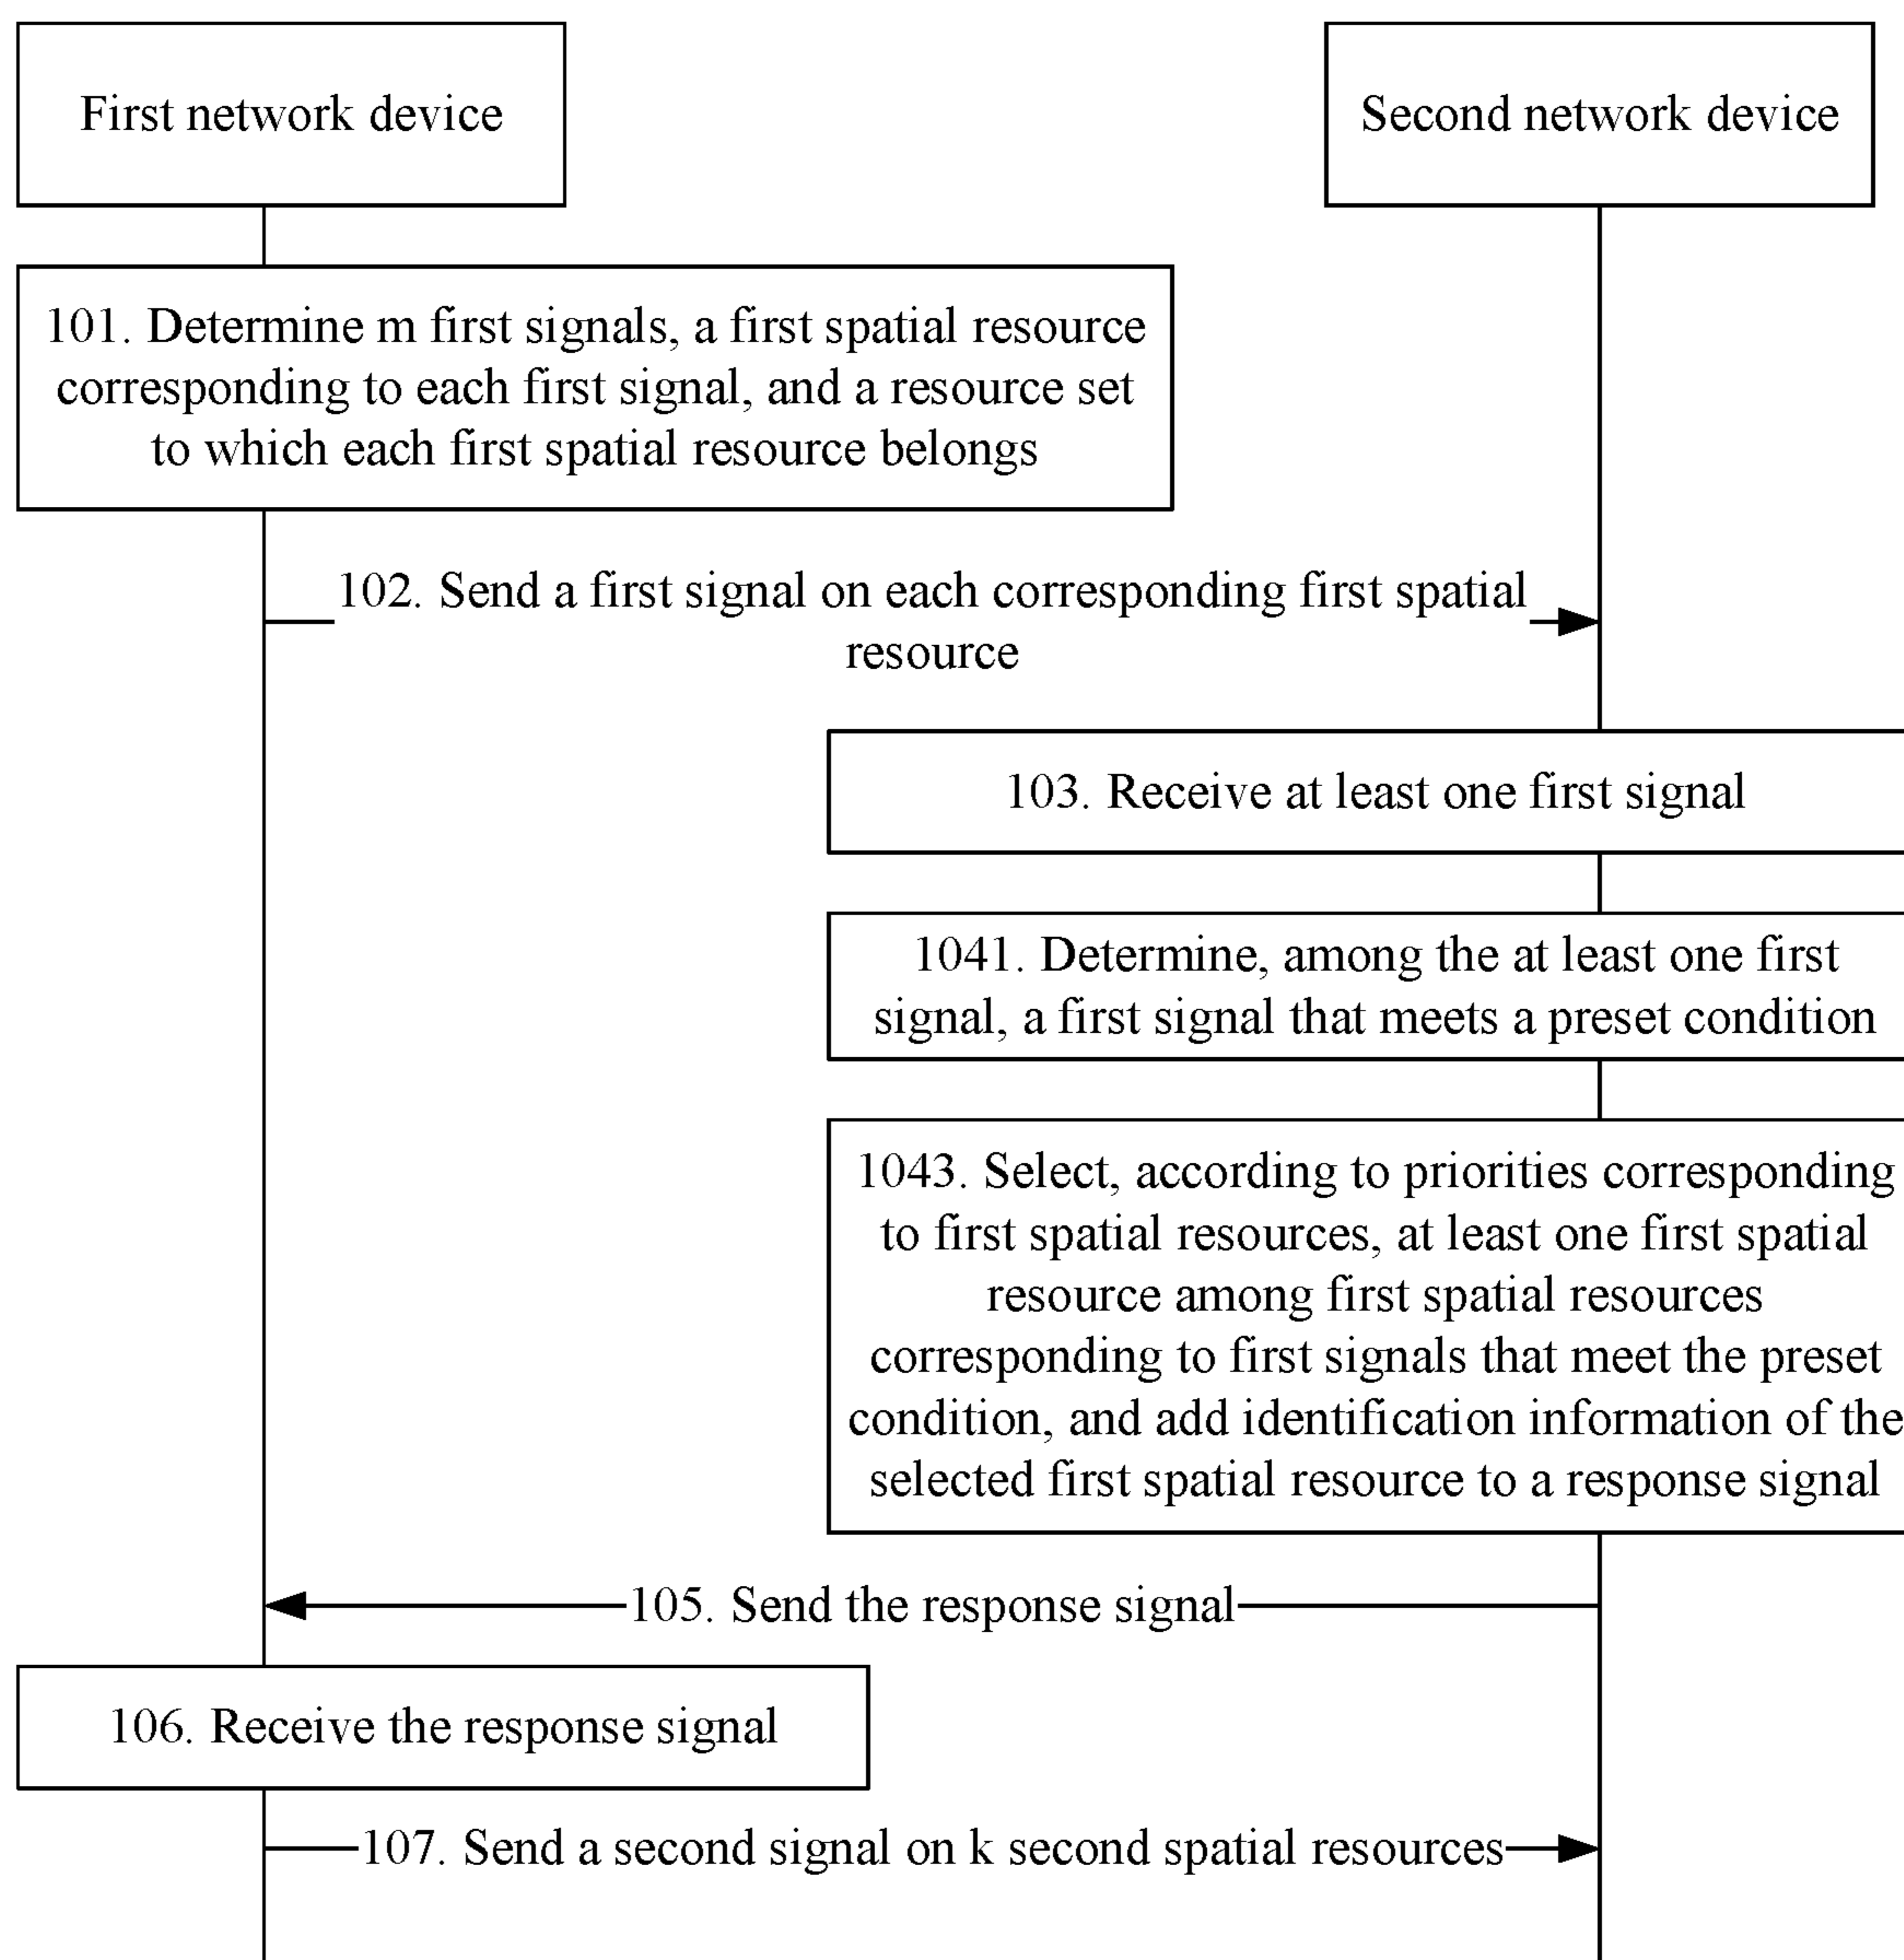 First network device
Second network device
101. Determine m first signals, a first spatial resource
corresponding to each first signal, and a resource set
to which each first spatial resource belongs
102. Send a first signal on each corresponding first spatial
resource
103. Receive at least one first signal
1041. Determine, among the at least one first
signal, a first signal that meets a preset condition
1043. Select, according to priorities corresponding
to first spatial resources, at least one first spatial
resource among first spatial resources
corresponding to first signals that meet the preset
condition, and add identification information of the
selected first spatial resource to a response signal
105. Send the response signal
106. Receive the response signal
107. Send a second signal on k second spatial resources